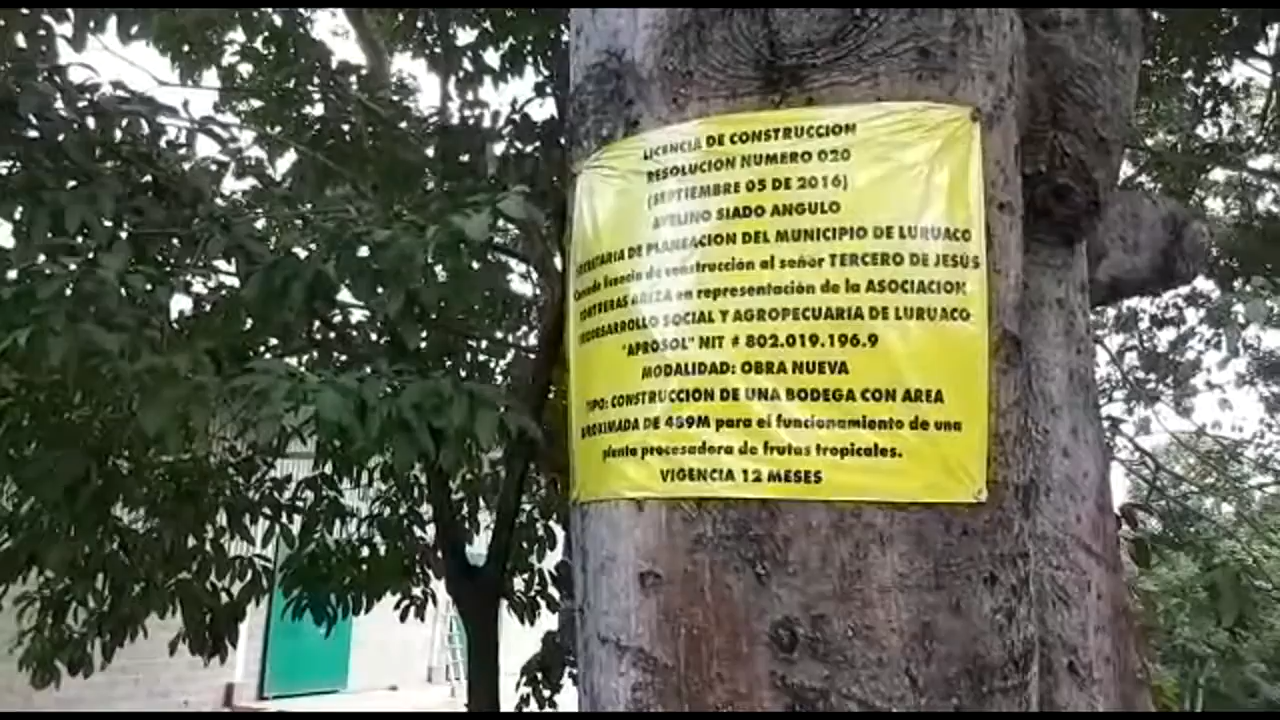 LICENCIA DE CONSTRUCCION
RESOLUCION NUMERO 020
(SEPTIEMBRE 05 DE 2016)
AVELINO SIADO ANGULO
SECRETARIA DE PLANEACION DEL MUNICIPIO DE LURUACO
licencia de construcción al señor TERCERO DE JESÚS
CONTRERAS ARIZA en representación de la ASOCIACION
SOCIAL Y AGROPECUARIA DE LURUACO
"APROSOL" NIT # 802.019.196.9
MODALIDAD: OBRA NUEVA
TIPO: CONSTRUCCION DE UNA BODEGA CON AREA
DE 489M para el funcionamiento de una
planta procesadora de frutas tropicales.
VIGENCIA 12 MESES